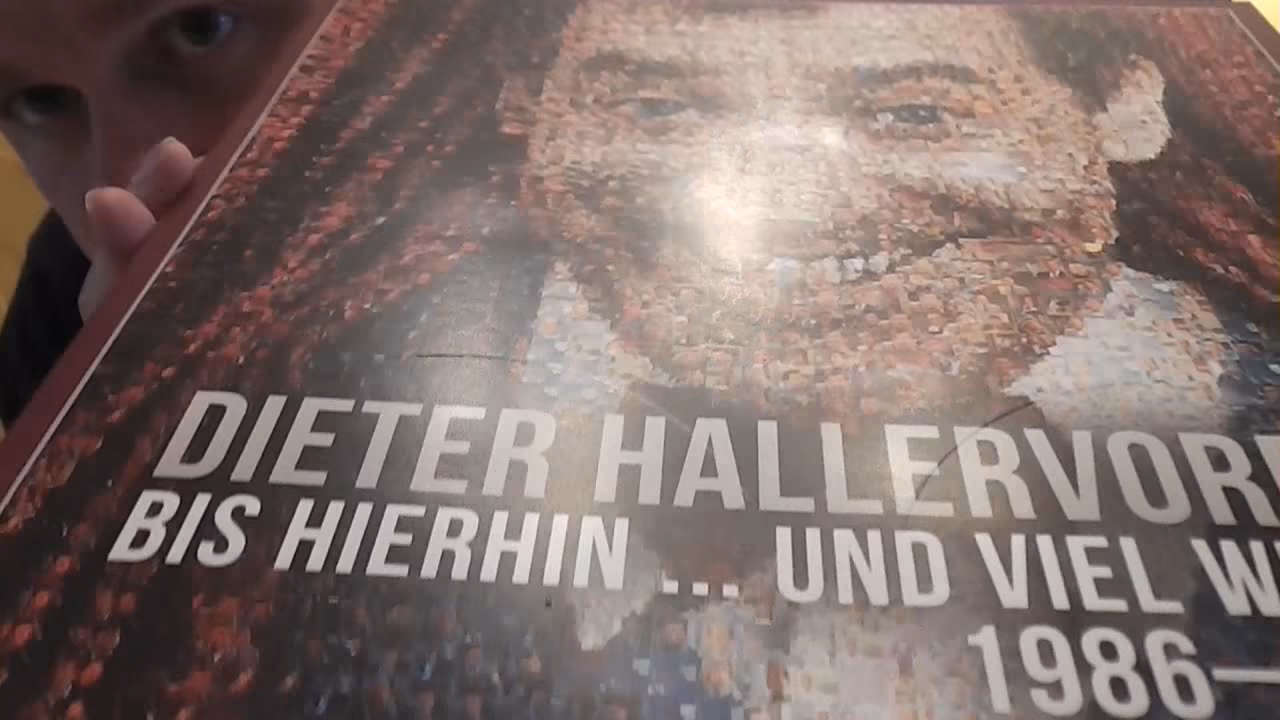 DIETER HALLERVOR
BIS HIERHIN ... UND VIEL
1986–